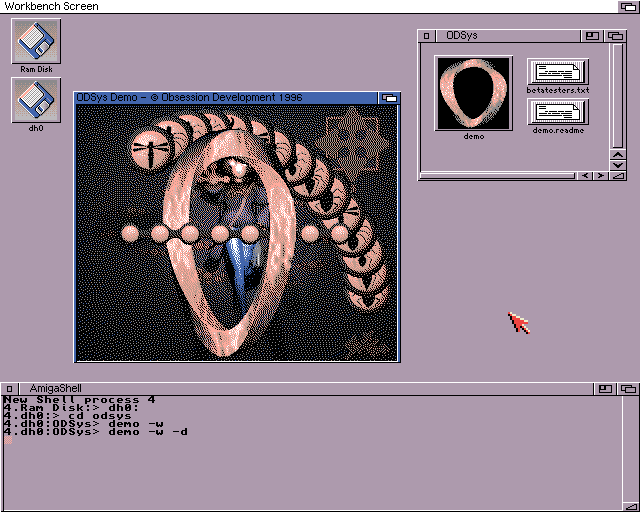 Workbench Screen
Ram Disk
dh0
ODSys Demo - © Obsession Development 1996
ODSys
demo
betatesters.txt
demo.readme
AmigaShell
New Shell process 4
4.Ram Disk:> dh0:
4.dh0:> cd odsys
4.dh0:ODSys> demo -w
4.dh0:ODSys> demo -w -d